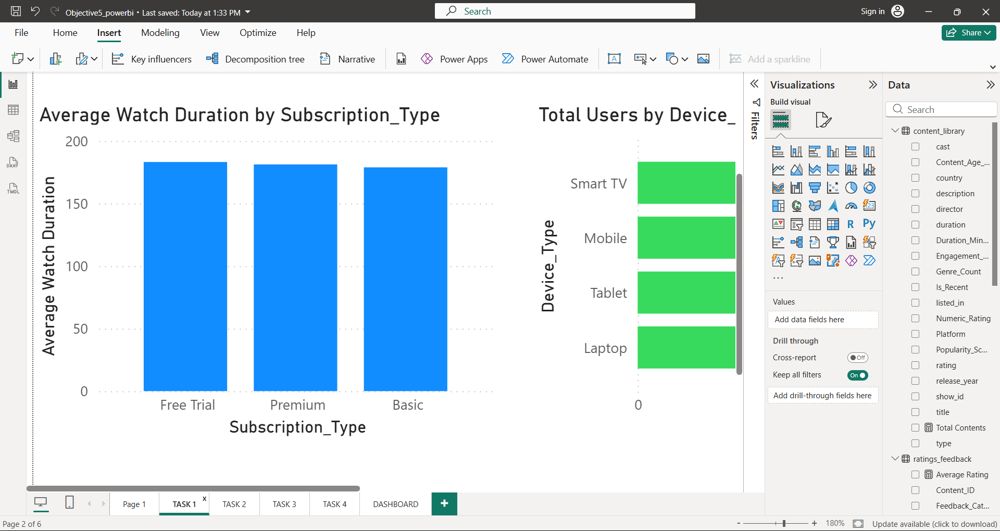 Objective5_powerbi • Last saved: Today at 1:33 PM
Search
Sign in
File Home Insert Modeling View Optimize Help
Share
Key influencers Decomposition tree Narrative Power Apps Power Automate Add a sparkline
Average Watch Duration by Subscription_Type
200
150
100
50
0
Average Watch Duration
Free Trial Premium Basic
Subscription_Type
Total Users by Device_
Device_Type
Smart TV
Mobile
Tablet
Laptop
0
DAX
TMDL
Filters
Visualizations
Build visual
123
R Py
...
Values
Add data fields here
Drill through
Cross-report Off
Keep all filters On
Add drill-through fields here
Data
Search
content_library
cast
Content_Age_...
country
description
director
duration
Duration_Min...
Engagement_...
Genre_Count
Is_Recent
listed_in
Numeric_Rating
Platform
Popularity_Sc...
rating
release_year
show_id
title
Total Contents
type
ratings_feedback
Average Rating
Content_ID
Feedback_Cat...
Page 1 TASK 1 x TASK 2 TASK 3 TASK 4 DASHBOARD +
Page 2 of 6
- + 180% Update available (click to download)